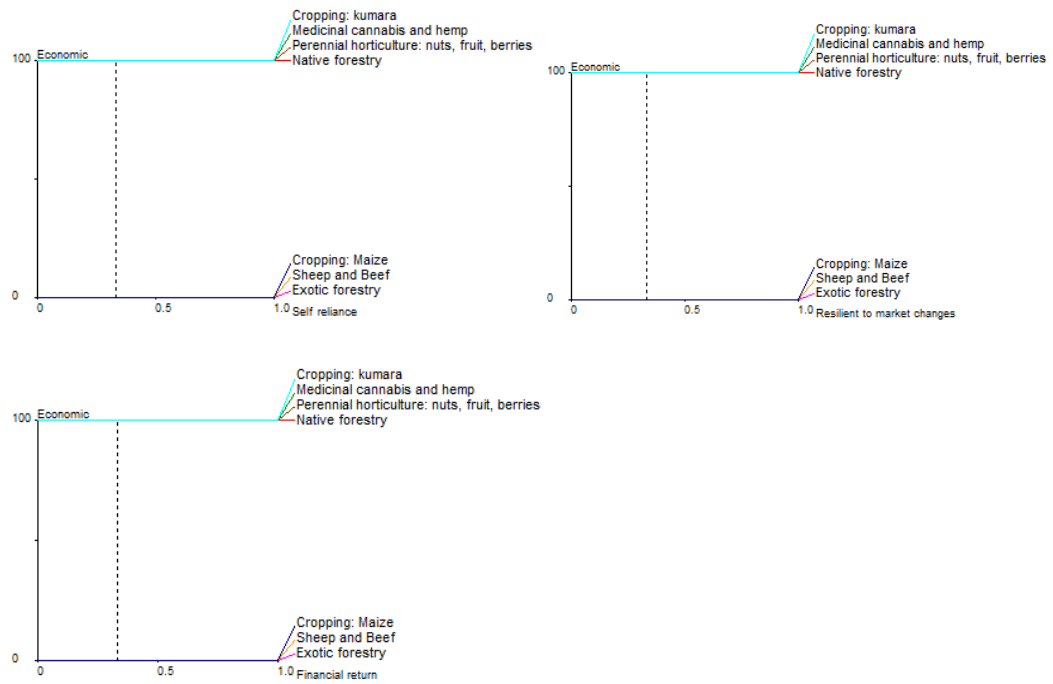 Cropping: kumara
Medicinal cannabis and hemp
Perennial horticulture: nuts, fruit, berries
Native forestry
100
Economic
Cropping: Maize
Sheep and Beef
Exotic forestry
0
0
0.5
1.0
Self reliance
Cropping: kumara
Medicinal cannabis and hemp
Perennial horticulture: nuts, fruit, berries
Native forestry
100
Economic
Cropping: Maize
Sheep and Beef
Exotic forestry
0
0
0.5
1.0
Resilient to market changes
Cropping: kumara
Medicinal cannabis and hemp
Perennial horticulture: nuts, fruit, berries
Native forestry
100
Economic
Cropping: Maize
Sheep and Beef
Exotic forestry
0
0
0.5
1.0
Financial return